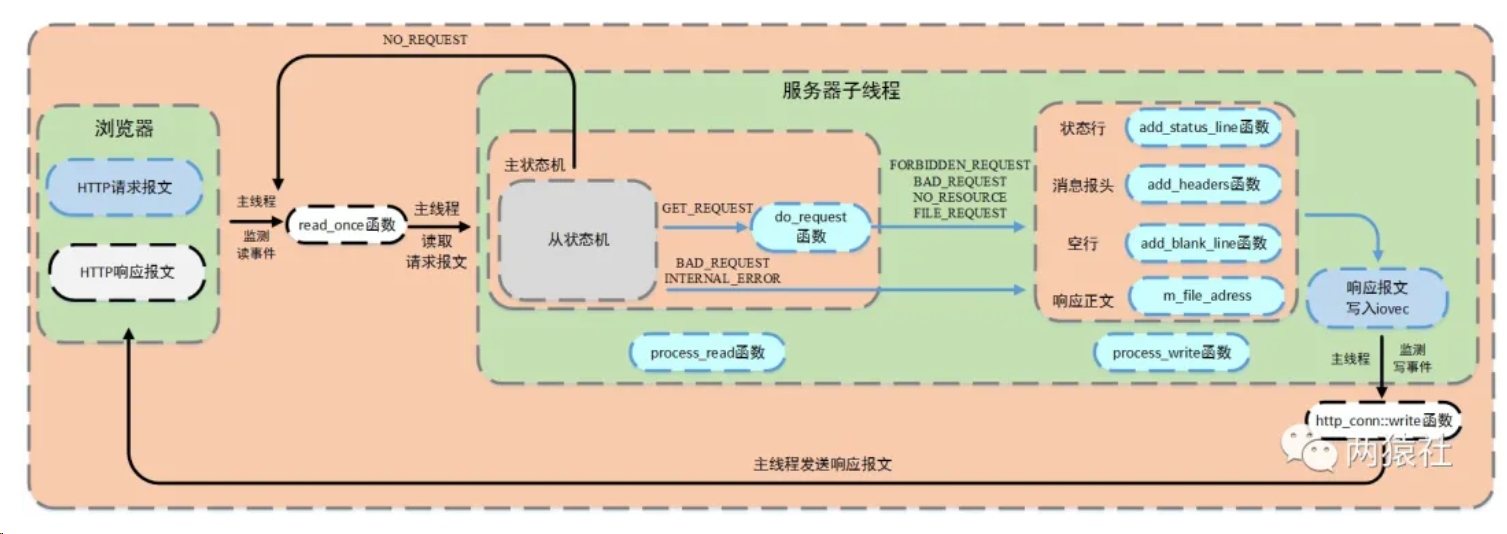 NO_REQUEST
服务器子线程
浏览器
HTTP请求报文
HTTP响应报文
主线程
监测
读事件
read_once函数
主线程
读取
请求报文
主状态机
从状态机
GET_REQUEST
do_request
函数
BAD_REQUEST
INTERNAL_ERROR
process_read函数
FORBIDDEN_REQUEST
BAD_REQUEST
NO_RESOURCE
FILE_REQUEST
状态行
add_status_line函数
消息报头
add_headers函数
空行
add_blank_line函数
响应正文
m_file_adress
process_write函数
响应报文
写入iovec
主线程
监测
写事件
http_conn::write函数
主线程发送响应报文
两猿社